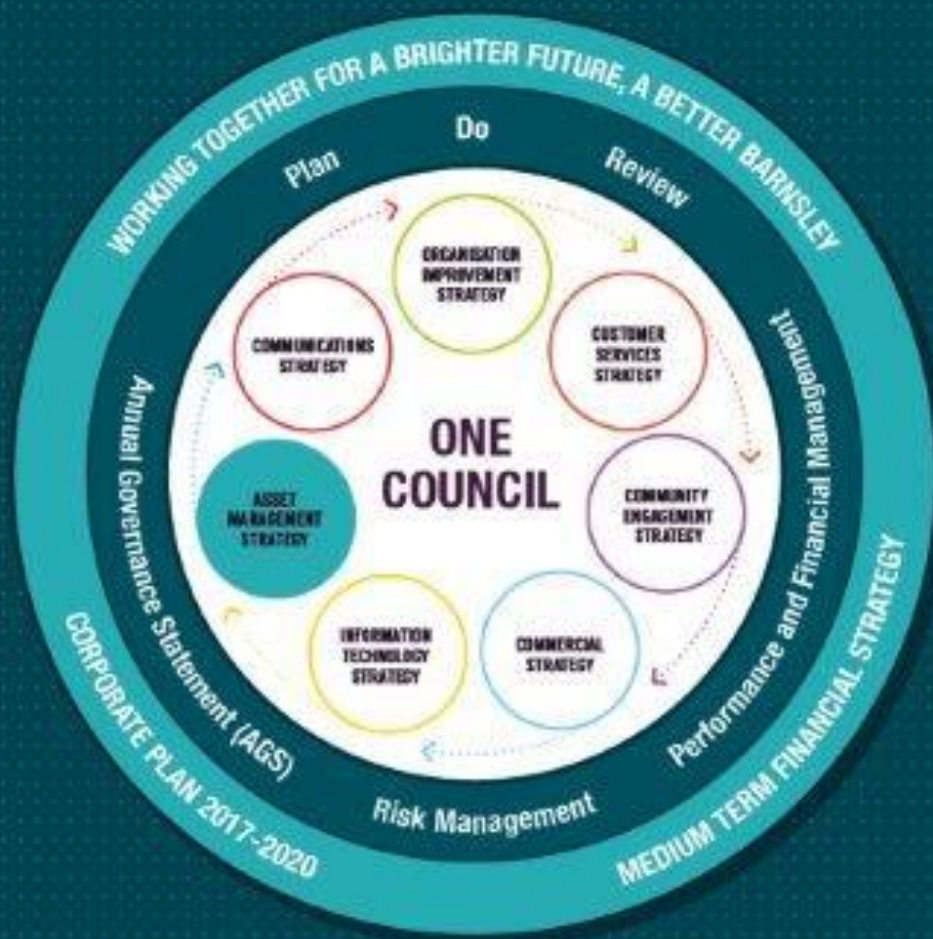 WORKING TOGETHER FOR A BRIGHTER FUTURE, A BETTER BARNSLEY
Plan
Do
Review
Performance and Financial Management
Risk Management
Annual Governance Statement (AGS)
MEDIUM TERM FINANCIAL STRATEGY
CORPORATE PLAN 2017-2020
ORGANISATION
IMPROVEMENT
STRATEGY
CUSTOMER
SERVICES
STRATEGY
COMMUNITY
ENGAGEMENT
STRATEGY
COMMERCIAL
STRATEGY
INFORMATION
TECHNOLOGY
STRATEGY
ASSET
MANAGEMENT
STRATEGY
COMMUNICATIONS
STRATEGY
ONE
COUNCIL